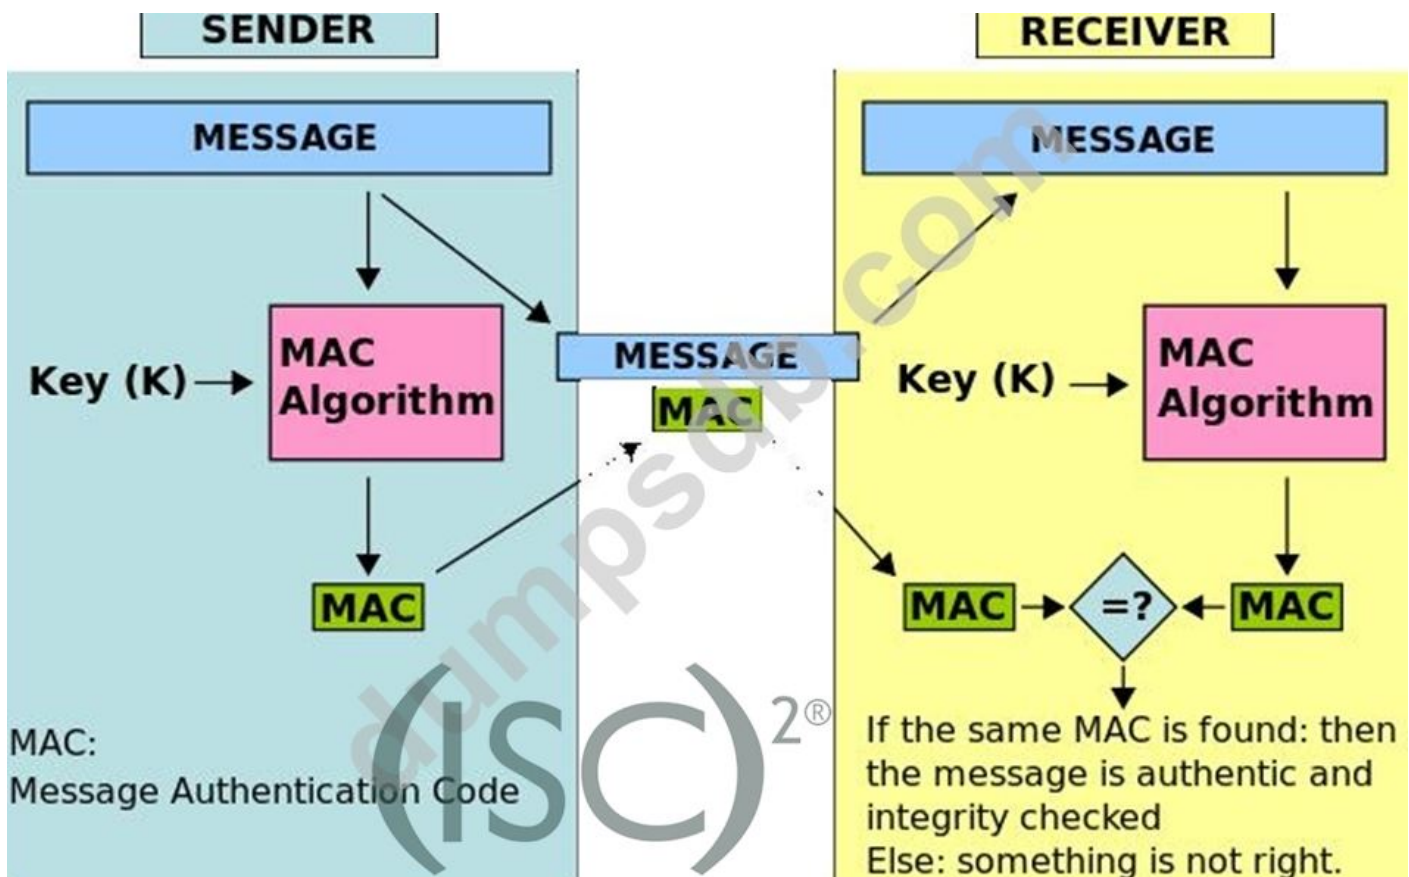 SENDER
RECEIVER
MESSAGE
MESSAGE
MAC
Algorithm
Key (K)
MESSAGE
MAC
Key (K)
MAC
Algorithm
MAC
MAC
=?
MAC
MAC:
Message Authentication Code
If the same MAC is found: then
the message is authentic and
integrity checked
Else: something is not right.
dumpsdb.com
(ISC)2®